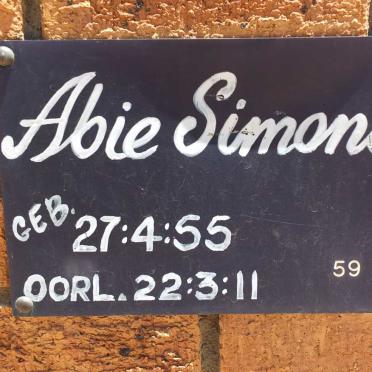 Abie Simon
GEB. 27:4:55
OORL. 22:3:11
59